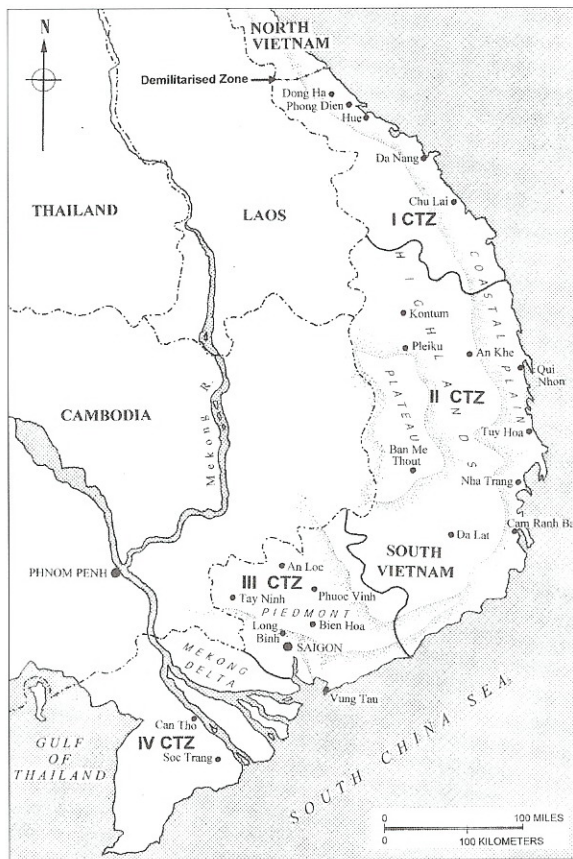 N
NORTH
VIETNAM
Demilitarised Zone
Dong Ha
Phong Dien
Hue
Da Nang
THAILAND
LAOS
Chu Lai
I CTZ
HIGHLANDS
COASTAL PLAIN
Kontum
Pleiku
An Khe
Qui
Nhon
CAMBODIA
Mekong R.
PLATEAU
II CTZ
Tuy Hoa
Ban Me
Thout
Nha Trang
Cam Ranh Ba
Da Lat
SOUTH
VIETNAM
PHNOM PENH
An Loc
III CTZ
Tay Ninh
Phuoc Vinh
PIEDMONT
Long
Binh
Bien Hoa
SAIGON
MEKONG
DELTA
Vung Tau
GULF
OF
THAILAND
Can Tho
IV CTZ
Soc Trang
SOUTH CHINA SEA
0 100 MILES
0 100 KILOMETERS